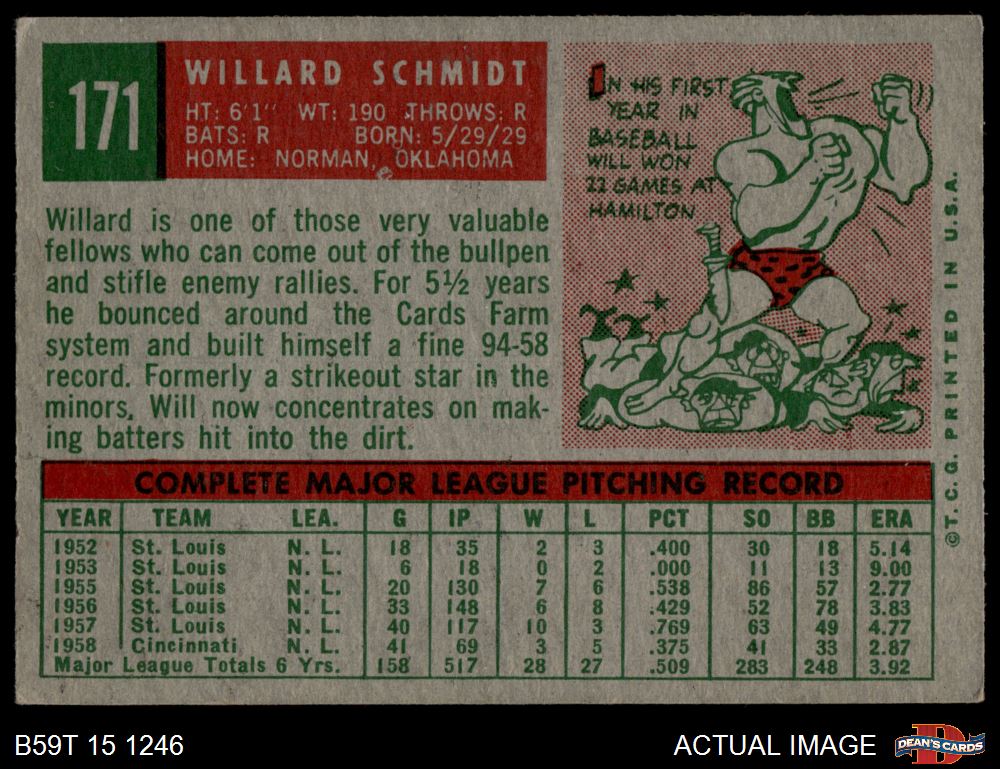 171
WILLARD SCHMIDT
HT: 6'1" WT: 190 THROWS: R
BATS: R BORN: 5/29/29
HOME: NORMAN, OKLAHOMA
Willard is one of those very valuable
fellows who can come out of the bullpen
and stifle enemy rallies. For 5½ years
he bounced around the Cards Farm
system and built himself a fine 94-58
record. Formerly a strikeout star in the
minors, Will now concentrates on mak-
ing batters hit into the dirt.
IN HIS FIRST
YEAR IN
BASEBALL
WILL WON
22 GAMES AT
HAMILTON
©T. C. G. PRINTED IN U.S.A.
COMPLETE MAJOR LEAGUE PITCHING RECORD
YEAR TEAM LEA. G IP W L PCT SO BB ERA
1952 St. Louis N. L. 18 35 2 3 .400 30 18 5.14
1953 St. Louis N. L. 6 18 0 2 .000 11 13 9.00
1955 St. Louis N. L. 20 130 7 6 .538 86 57 2.77
1956 St. Louis N. L. 33 148 6 8 .429 52 78 3.83
1957 St. Louis N. L. 40 117 10 3 .769 63 49 4.77
1958 Cincinnati N. L. 41 69 3 5 .375 41 33 2.87
Major League Totals 6 Yrs. 158 517 28 27 .509 283 248 3.92
B59T 15 1246
ACTUAL IMAGE
D
DEAN'S CARDS